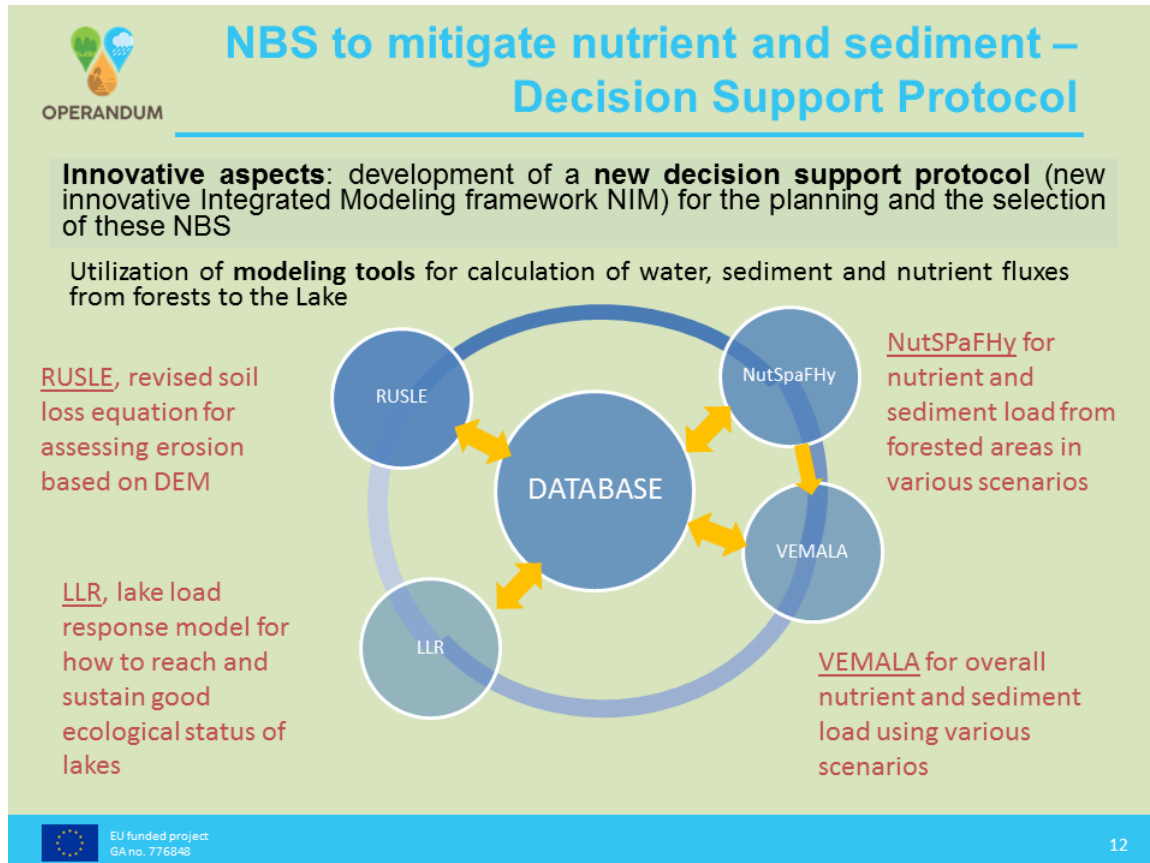 OPERANDUM
NBS to mitigate nutrient and sediment –
Decision Support Protocol
Innovative aspects: development of a new decision support protocol (new
innovative Integrated Modeling framework NIM) for the planning and the selection
of these NBS
Utilization of modeling tools for calculation of water, sediment and nutrient fluxes
from forests to the Lake
RUSLE, revised soil
loss equation for
assessing erosion
based on DEM
RUSLE
NutSpaFHy
DATABASE
VEMALA
LLR
NutSPaFHy for
nutrient and
sediment load from
forested areas in
various scenarios
LLR, lake load
response model for
how to reach and
sustain good
ecological status of
lakes
VEMALA for overall
nutrient and sediment
load using various
scenarios
EU funded project
GA no. 776848
12